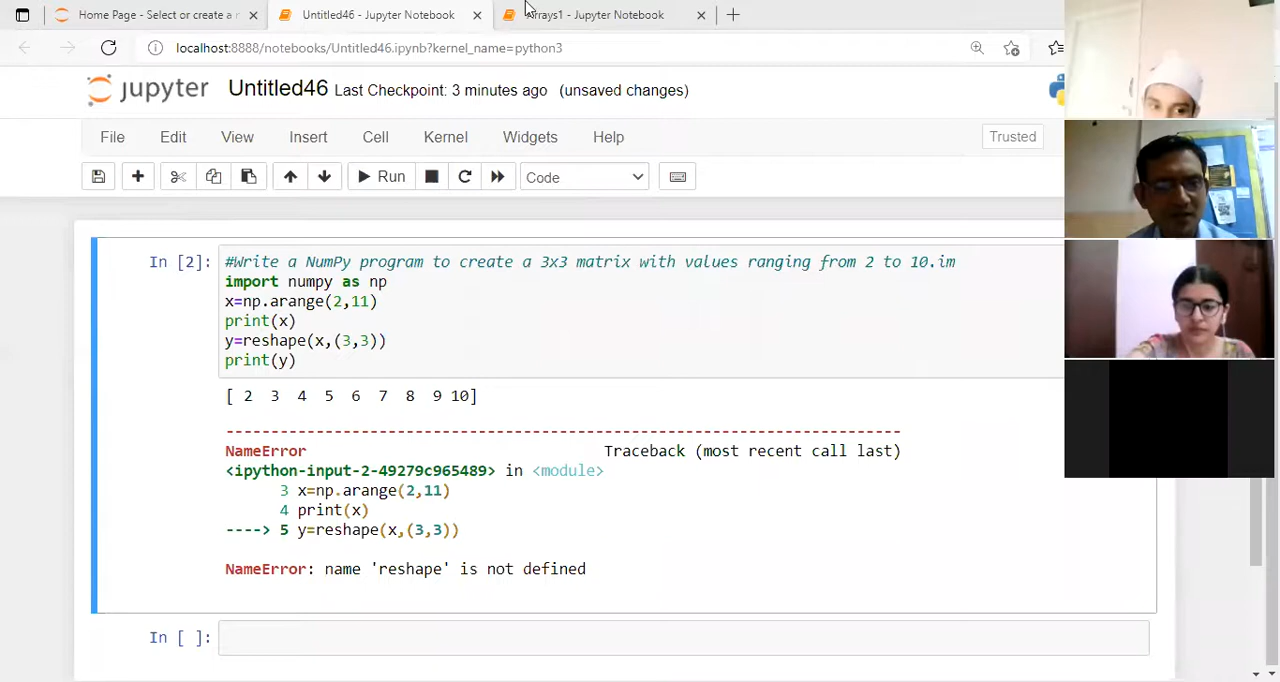 Home Page - Select or create a n
Untitled46 - Jupyter Notebook
Arrays1 - Jupyter Notebook
localhost:8888/notebooks/Untitled46.ipynb?kernel_name=python3
jupyter Untitled46 Last Checkpoint: 3 minutes ago (unsaved changes)
File Edit View Insert Cell Kernel Widgets Help
Trusted
Run
Code
In [2]:
#Write a NumPy program to create a 3x3 matrix with values ranging from 2 to 10.im
import numpy as np
x=np.arange(2,11)
print(x)
y=reshape(x,(3,3))
print(y)
[ 2  3  4  5  6  7  8  9 10]
---------------------------------------------------------------------------
NameError Traceback (most recent call last)
<ipython-input-2-49279c965489> in <module>
3 x=np.arange(2,11)
4 print(x)
----> 5 y=reshape(x,(3,3))
NameError: name 'reshape' is not defined
In [ ]: